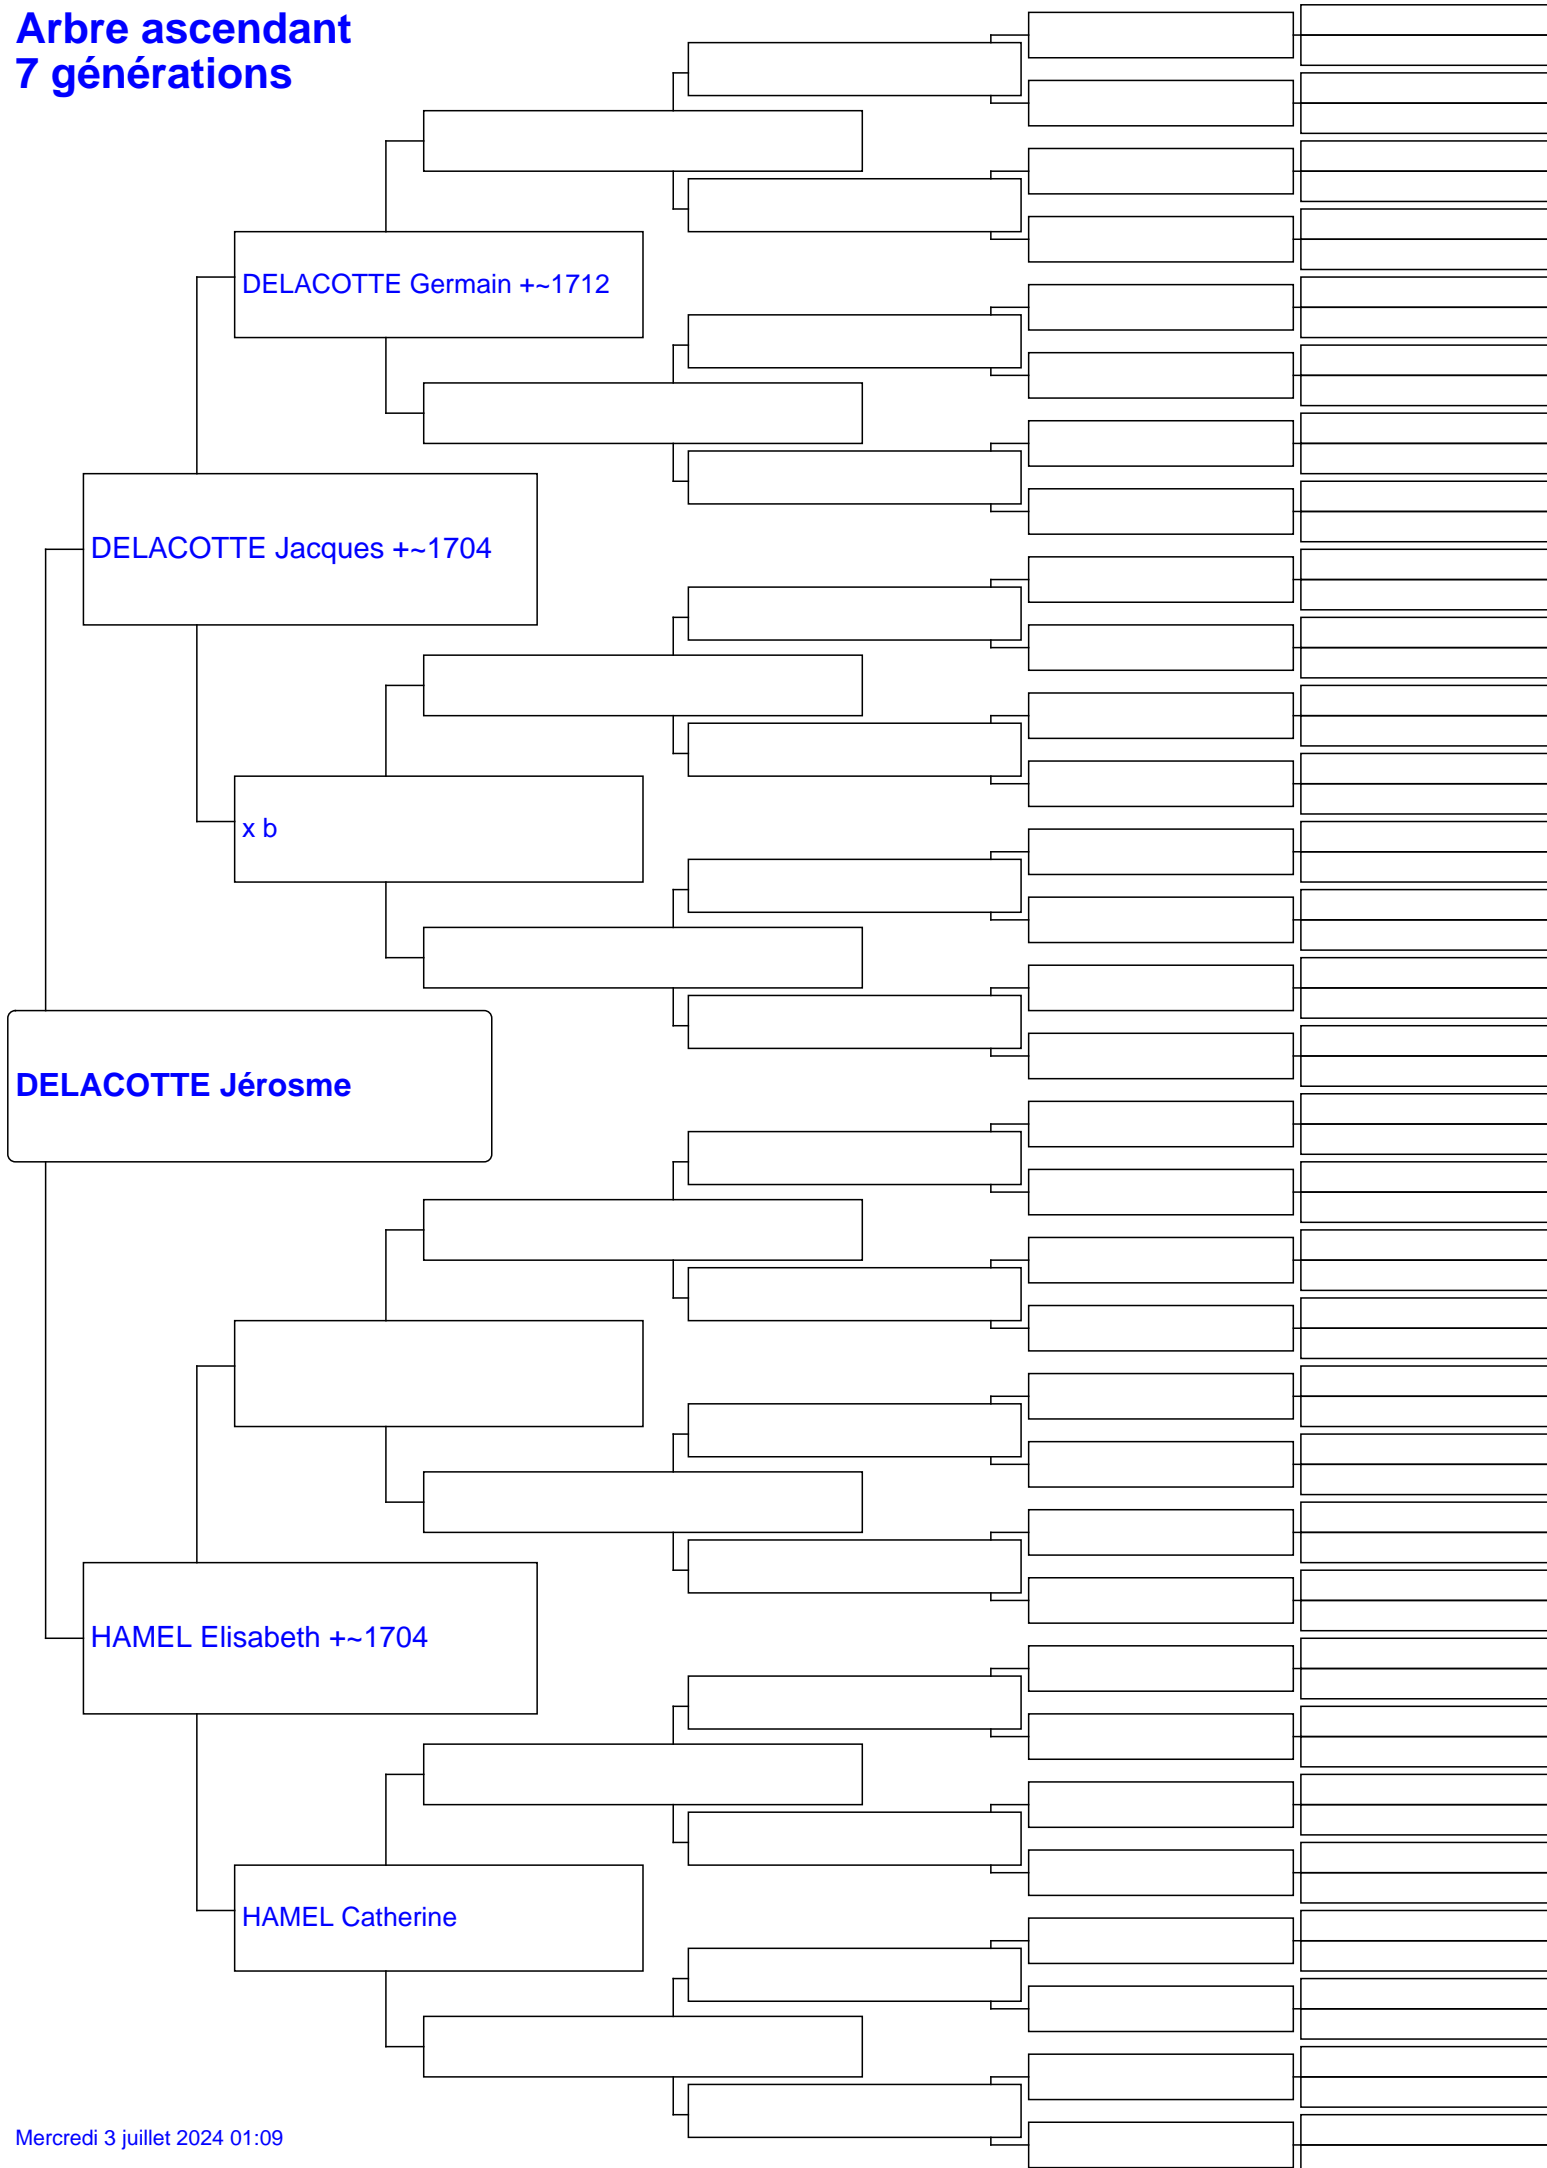 Arbre ascendant
7 générations
DELACOTTE Germain +~1712
DELACOTTE Jacques +~1704
x b
DELACOTTE Jérosme
HAMEL Elisabeth +~1704
HAMEL Catherine
Mercredi 3 juillet 2024 01:09